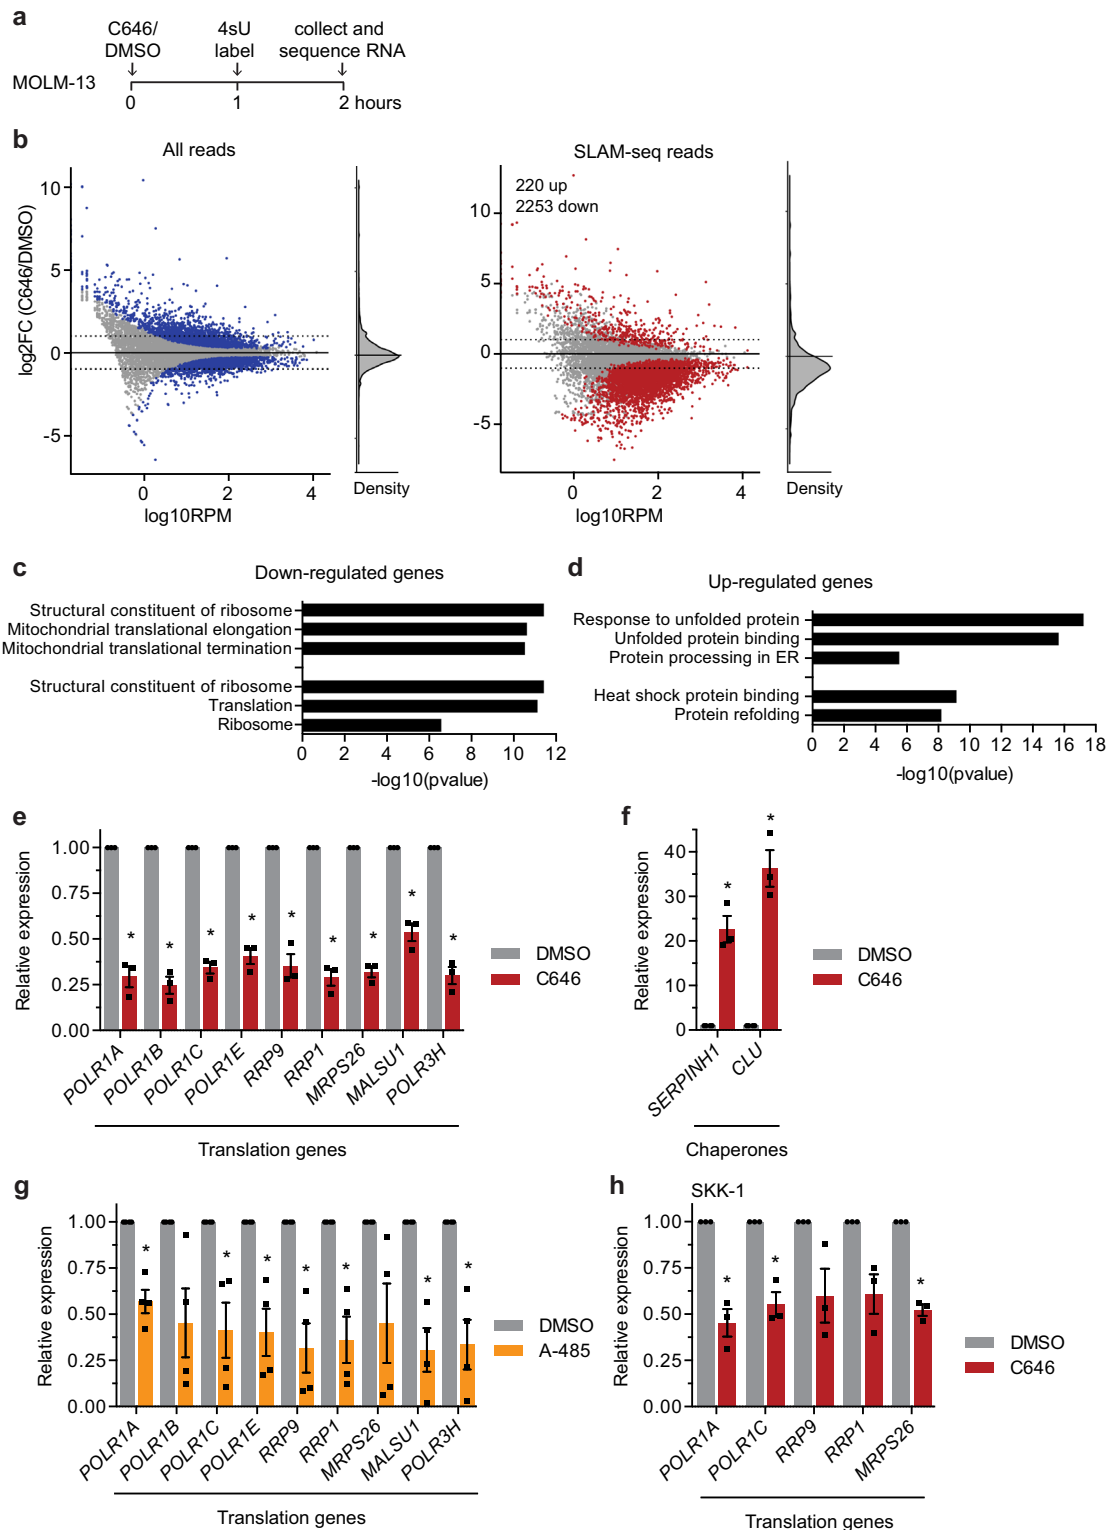 a
C646/
DMSO
4sU
label
collect and
sequence RNA
MOLM-13
0
1
2 hours
b
All reads
SLAM-seq reads
220 up
2253 down
log2FC (C646/DMSO)
10
5
0
-5
10
5
0
-5
0
2
4
Density
0
2
4
Density
log10RPM
log10RPM
c
Down-regulated genes
Structural constituent of ribosome
Mitochondrial translational elongation
Mitochondrial translational termination
Structural constituent of ribosome
Translation
Ribosome
0 2 4 6 8 10 12
-log10(pvalue)
d
Up-regulated genes
Response to unfolded protein
Unfolded protein binding
Protein processing in ER
Heat shock protein binding
Protein refolding
0 2 4 6 8 10 12 14 16 18
-log10(pvalue)
e
Relative expression
1.00
0.75
0.50
0.25
0.00
* * * * * * * * *
DMSO
C646
POLR1A
POLR1B
POLR1C
POLR1E
RRP9
RRP1
MRPS26
MALSU1
POLR3H
Translation genes
f
Relative expression
40
30
20
10
0
* *
DMSO
C646
SERPINH1
CLU
Chaperones
g
Relative expression
1.00
0.75
0.50
0.25
0.00
* * * * * * *
DMSO
A-485
POLR1A
POLR1B
POLR1C
POLR1E
RRP9
RRP1
MRPS26
MALSU1
POLR3H
Translation genes
h
SKK-1
Relative expression
1.00
0.75
0.50
0.25
0.00
* * *
DMSO
C646
POLR1A
POLR1C
RRP9
RRP1
MRPS26
Translation genes